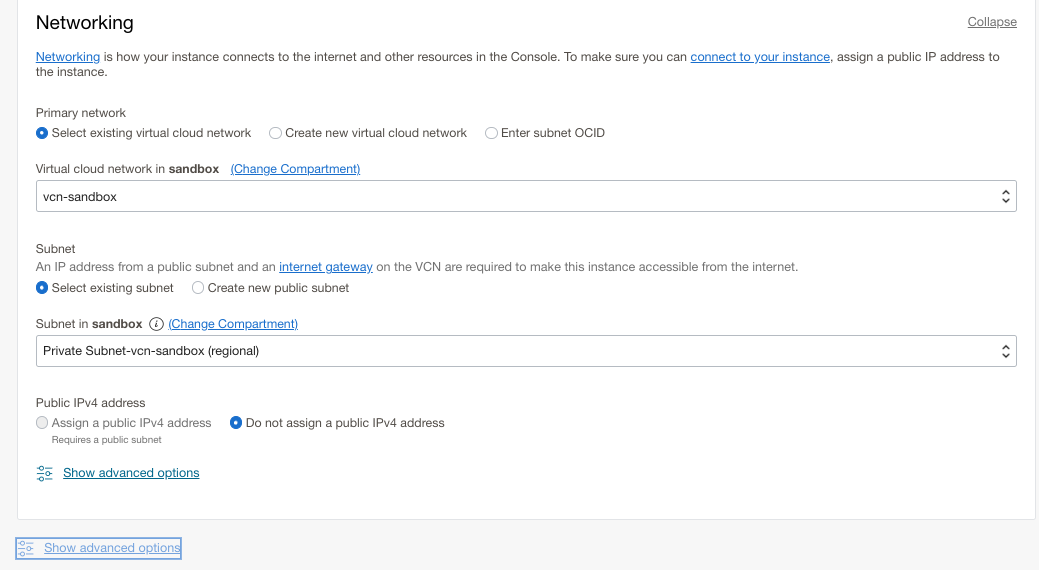 Networking
Collapse
Networking is how your instance connects to the internet and other resources in the Console. To make sure you can connect to your instance, assign a public IP address to
the instance.
Primary network
Select existing virtual cloud network Create new virtual cloud network Enter subnet OCID
Virtual cloud network in sandbox (Change Compartment)
vcn-sandbox
Subnet
An IP address from a public subnet and an internet gateway on the VCN are required to make this instance accessible from the internet.
Select existing subnet Create new public subnet
Subnet in sandbox i (Change Compartment)
Private Subnet-vcn-sandbox (regional)
Public IPv4 address
Assign a public IPv4 address Do not assign a public IPv4 address
Requires a public subnet
Show advanced options
Show advanced options